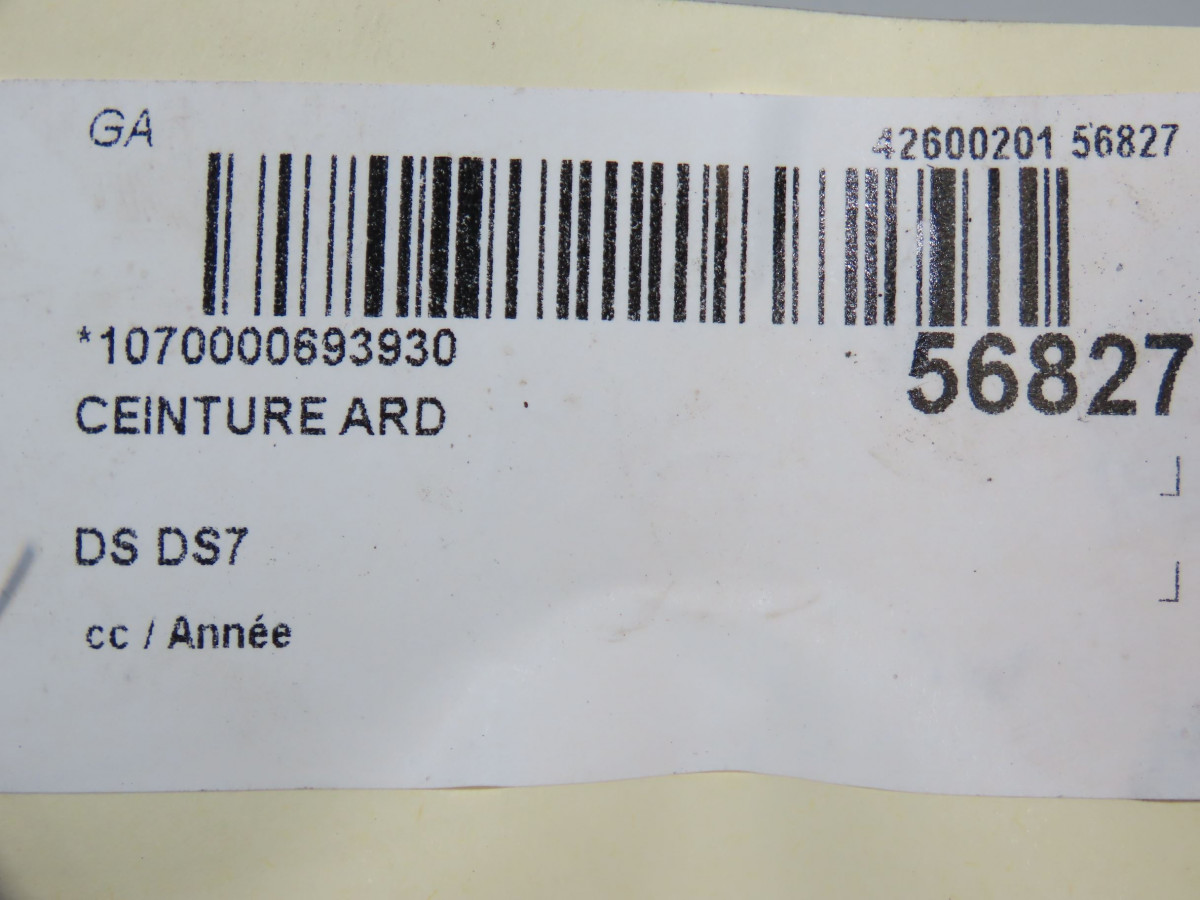 GA
42600201 56827
*1070000693930
56827
CEINTURE ARD
DS DS7
cc / Année